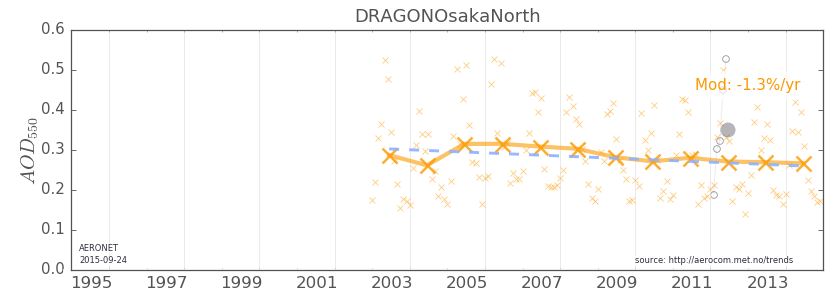 DRAGONOsakaNorth
0.6
0.5
0.4
0.3
0.2
0.1
0.0
AOD550
Mod: -1.3%/yr
AERONET
2015-09-24
source: http://aerocom.met.no/trends
1995 1997 1999 2001 2003 2005 2007 2009 2011 2013